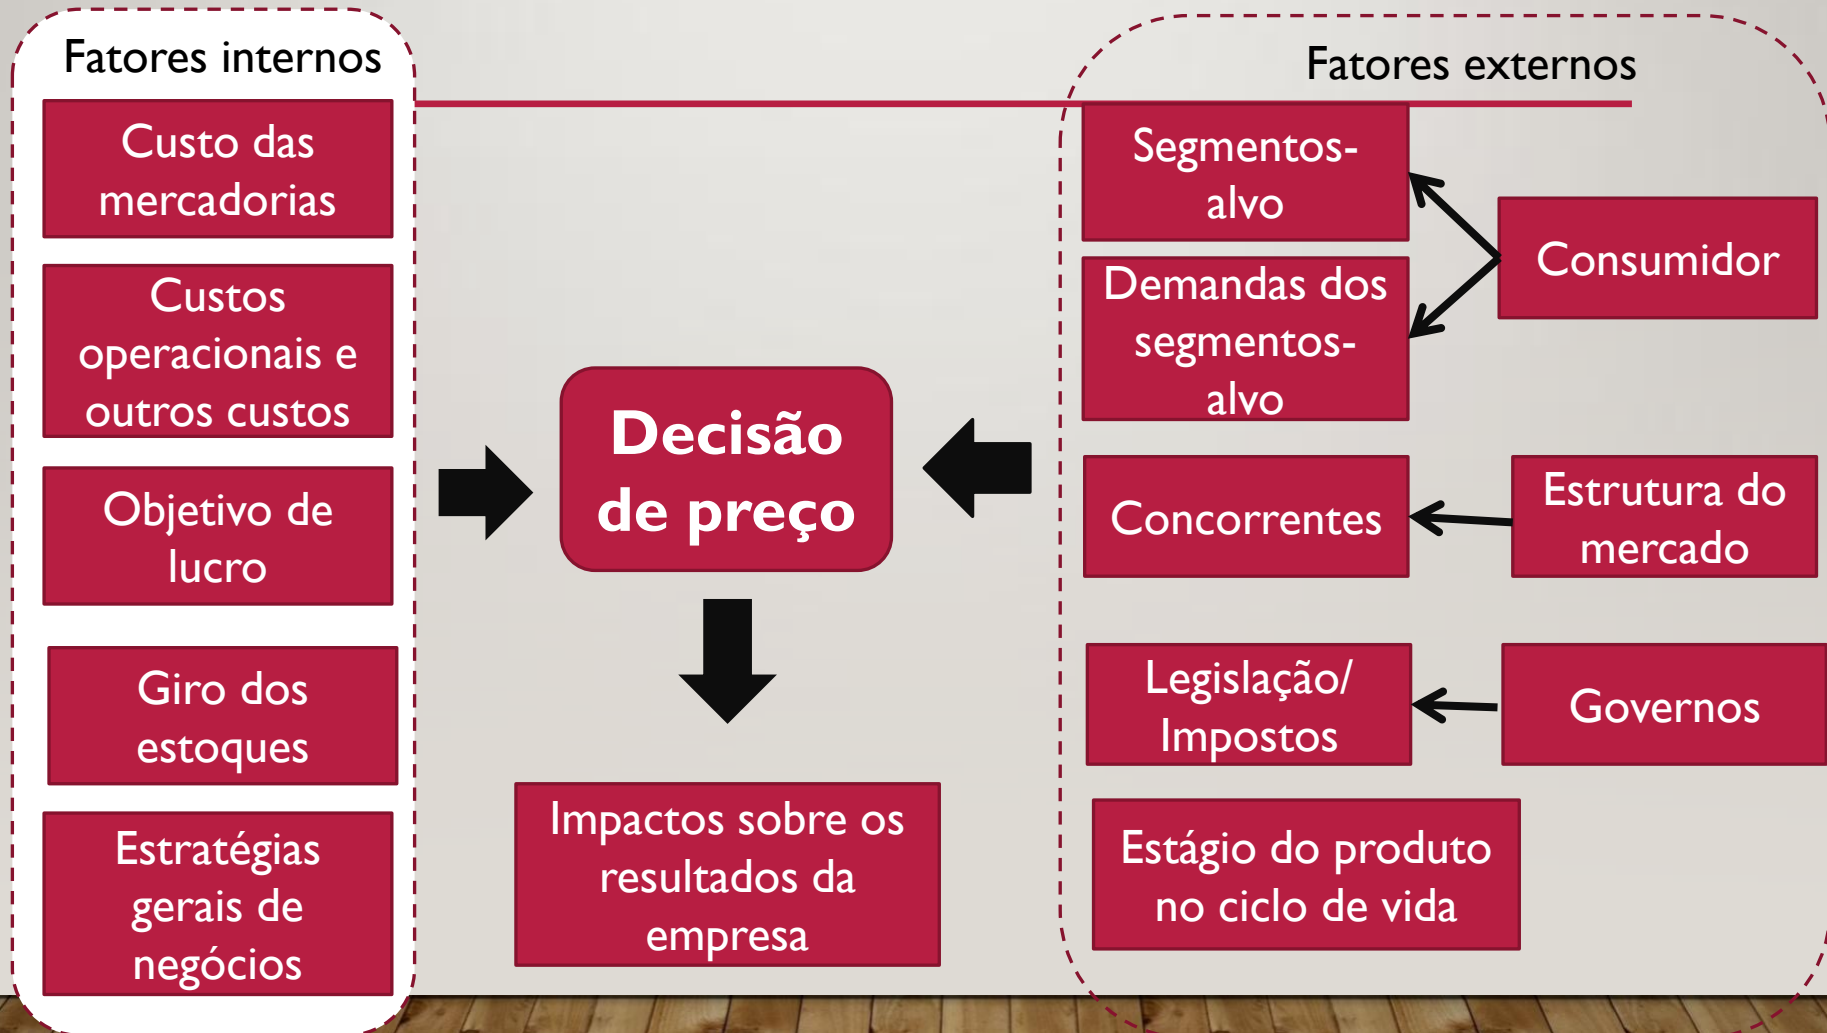 Fatores internos
Custo das
mercadorias
Custos
operacionais e
outros custos
Objetivo de
lucro
Giro dos
estoques
Estratégias
gerais de
negócios
Decisão
de preço
Impactos sobre os
resultados da
empresa
Fatores externos
Segmentos-
alvo
Demandas dos
segmentos-
alvo
Consumidor
Concorrentes
Estrutura do
mercado
Legislação/
Impostos
Governos
Estágio do produto
no ciclo de vida